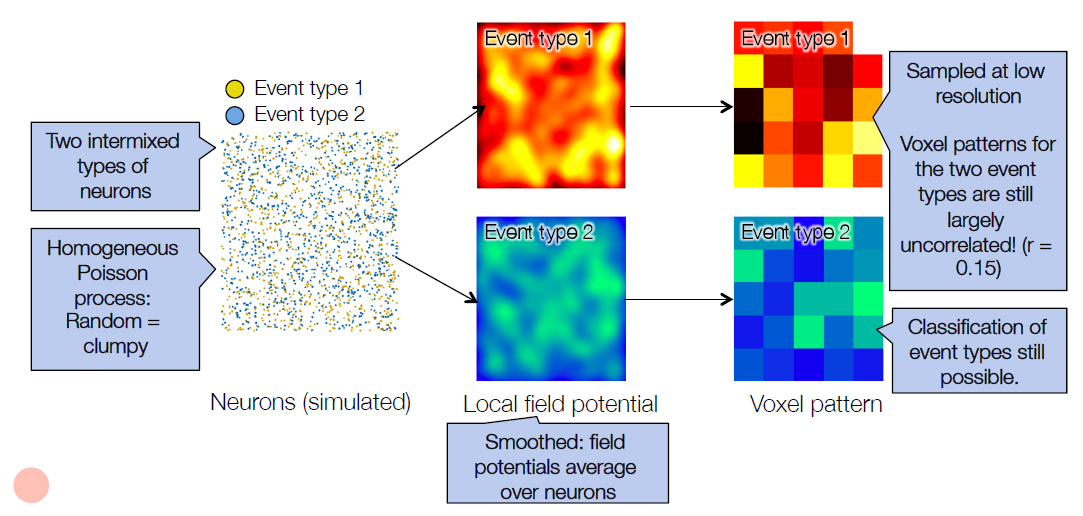 Event type 1
Event type 2
Two intermixed
types of
neurons
Homogeneous
Poisson
process:
Random =
clumpy
Neurons (simulated)
Event type 1
Event type 2
Local field potential
Smoothed: field
potentials average
over neurons
Event type 1
Event type 2
Voxel pattern
Sampled at low
resolution
Voxel patterns for
the two event
types are still
largely
uncorrelated! (r =
0.15)
Classification of
event types still
possible.